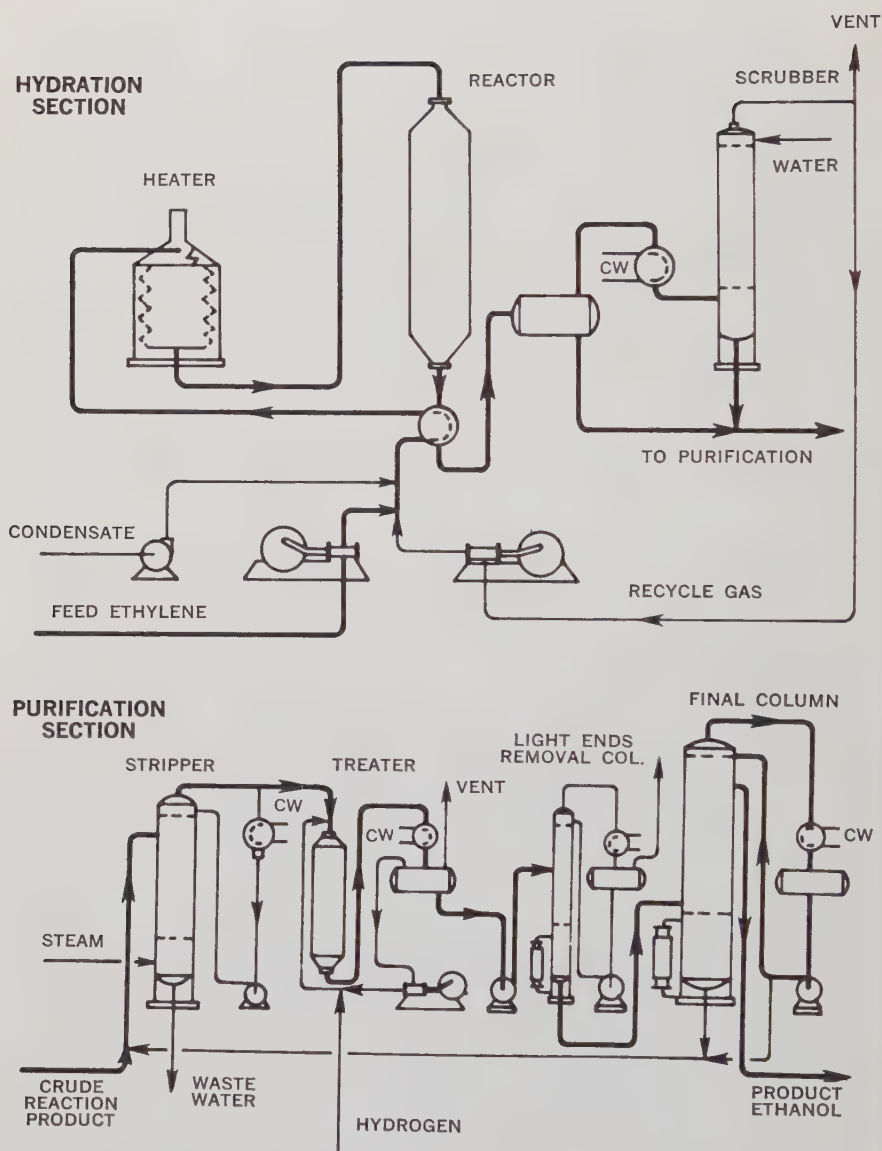 VENT
HYDRATION
SECTION
REACTOR
SCRUBBER
WATER
HEATER
CW
TO PURIFICATION
CONDENSATE
RECYCLE GAS
FEED ETHYLENE
PURIFICATION
SECTION
FINAL COLUMN
LIGHT ENDS
REMOVAL COL.
STRIPPER
TREATER
VENT
CW
CW
CW
STEAM
CRUDE
REACTION
PRODUCT
WASTE
WATER
HYDROGEN
PRODUCT
ETHANOL